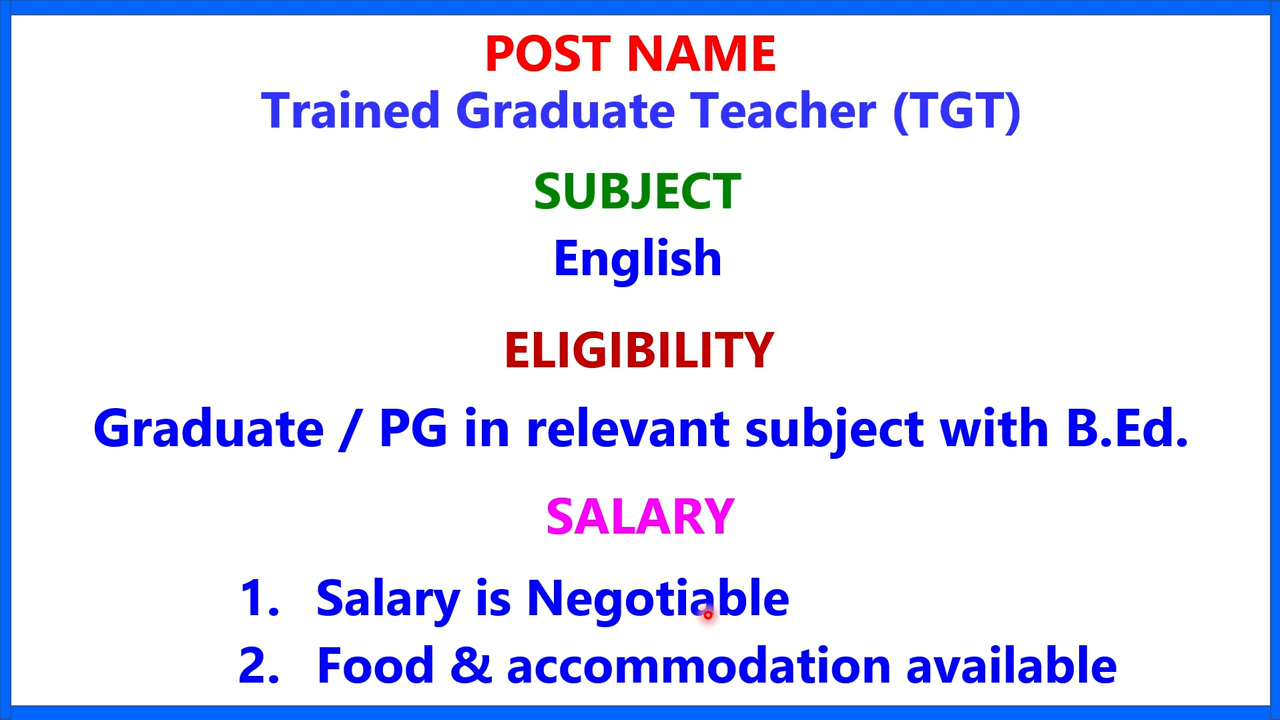 POST NAME
Trained Graduate Teacher (TGT)
SUBJECT
English
ELIGIBILITY
Graduate / PG in relevant subject with B.Ed.
SALARY
1. Salary is Negotiable
2. Food & accommodation available